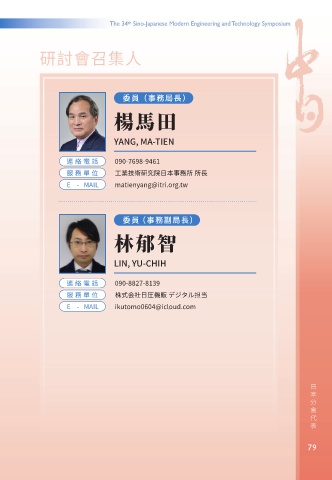 The 34th Sino-Japanese Modern Engineering and Technology Symposium
研討會召集人
委員（事務局長）
楊馬田
YANG, MA-TIEN
連絡電話 090-7698-9461
服務單位 工業技術研究院日本事務所 所長
E - MAIL matienyang@itri.org.tw
委員（事務副局長）
林郁智
LIN, YU-CHIH
連絡電話 090-8827-8139
服務單位 株式会社日圧機販 デジタル担当
E - MAIL ikutomo0604@icloud.com
中日
日本分會代表
79